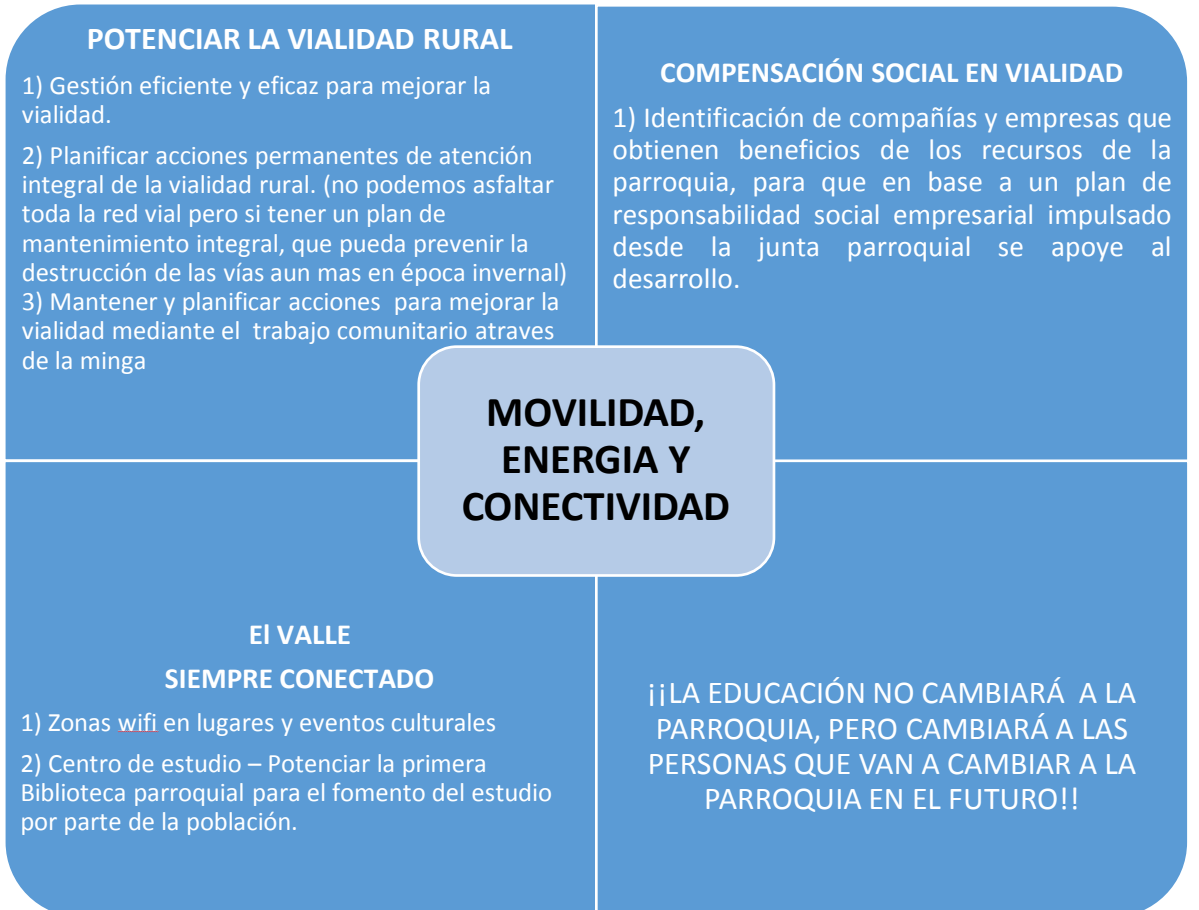 POTENCIAR LA VIALIDAD RURAL
1) Gestión eficiente y eficaz para mejorar la
vialidad.
2) Planificar acciones permanentes de atención
integral de la vialidad rural. (no podemos asfaltar
toda la red vial pero si tener un plan de
mantenimiento integral, que pueda prevenir la
destrucción de las vías aun mas en época invernal)
3) Mantener y planificar acciones  para mejorar la
vialidad mediante el  trabajo comunitario atraves
de la minga
COMPENSACIÓN SOCIAL EN VIALIDAD
1) Identificación de compañías y empresas que
obtienen beneficios de los recursos de la
parroquia, para que en base a un plan de
responsabilidad social empresarial impulsado
desde la junta parroquial se apoye al
desarrollo.
MOVILIDAD,
ENERGIA Y
CONECTIVIDAD
El VALLE
SIEMPRE CONECTADO
1) Zonas wifi en lugares y eventos culturales
2) Centro de estudio – Potenciar la primera
Biblioteca parroquial para el fomento del estudio
por parte de la población.
¡¡LA EDUCACIÓN NO CAMBIARÁ  A LA
PARROQUIA, PERO CAMBIARÁ A LAS
PERSONAS QUE VAN A CAMBIAR A LA
PARROQUIA EN EL FUTURO!!